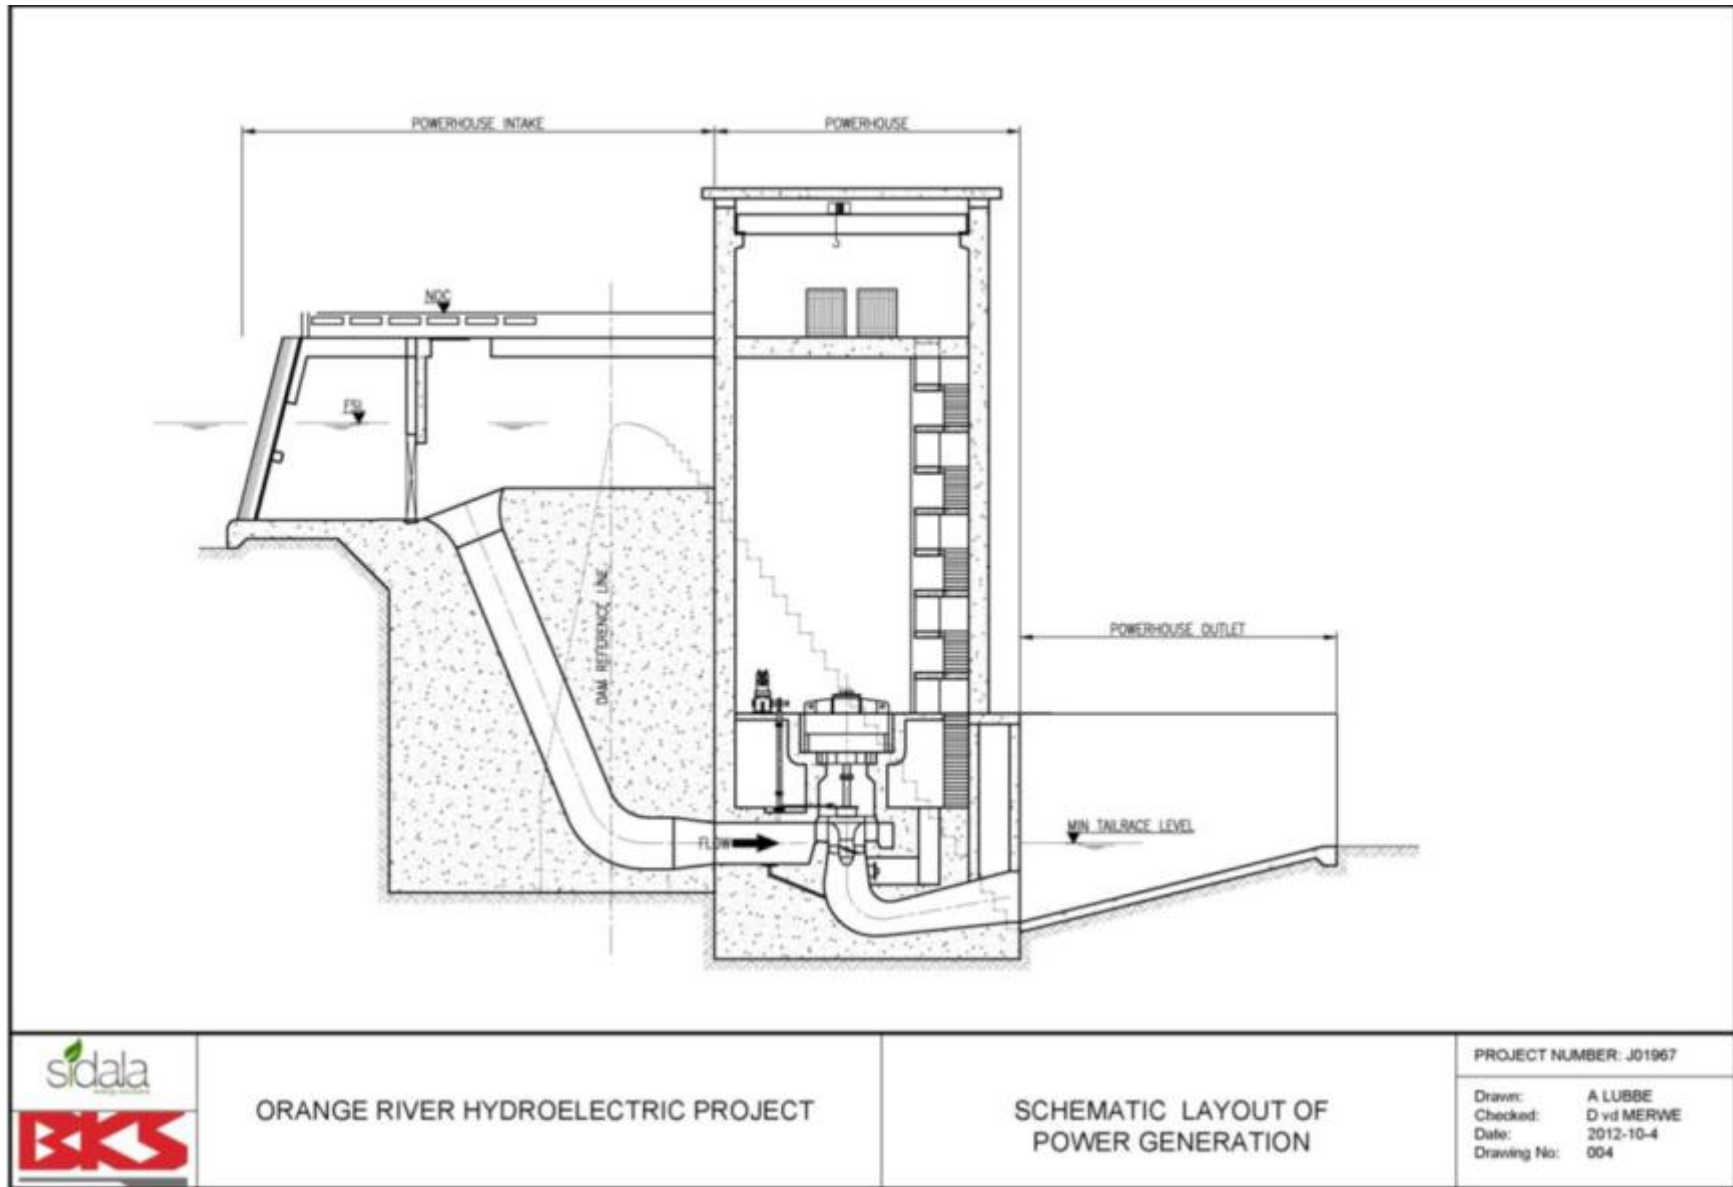 POWERHOUSE INTAKE
POWERHOUSE
NOC
FSL
DAM REFERENCE LINE
POWERHOUSE OUTLET
MIN TAILRACE LEVEL
FLOW
sidala
BKS
ORANGE RIVER HYDROELECTRIC PROJECT
SCHEMATIC LAYOUT OF
POWER GENERATION
PROJECT NUMBER: J01967
Drawn: A LUBBE
Checked: D vd MERWE
Date: 2012-10-4
Drawing No: 004